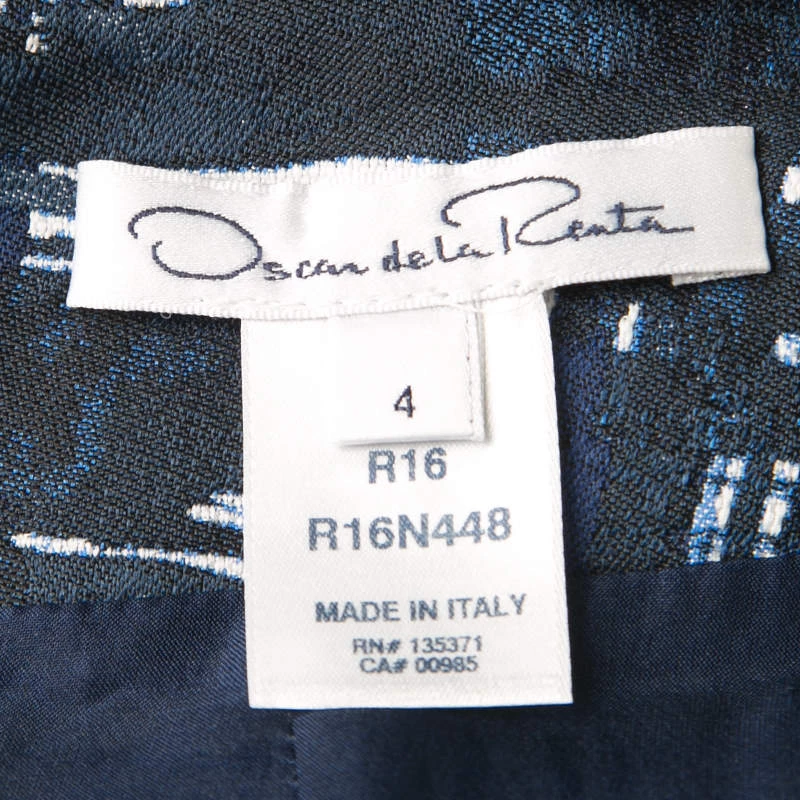 Oscar de la Renta
4
R16
R16N448
MADE IN ITALY
RN# 135371
CA# 00985